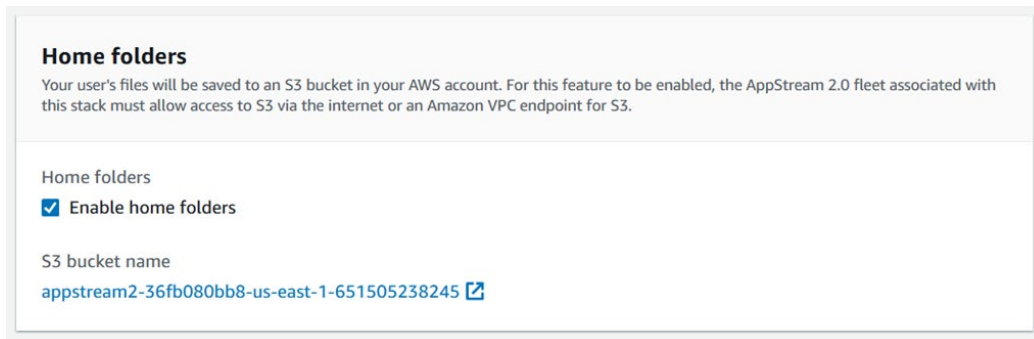 Home folders
Your user's files will be saved to an S3 bucket in your AWS account. For this feature to be enabled, the AppStream 2.0 fleet associated with
this stack must allow access to S3 via the internet or an Amazon VPC endpoint for S3.
Home folders
Enable home folders
S3 bucket name
appstream2-36fb080bb8-us-east-1-651505238245